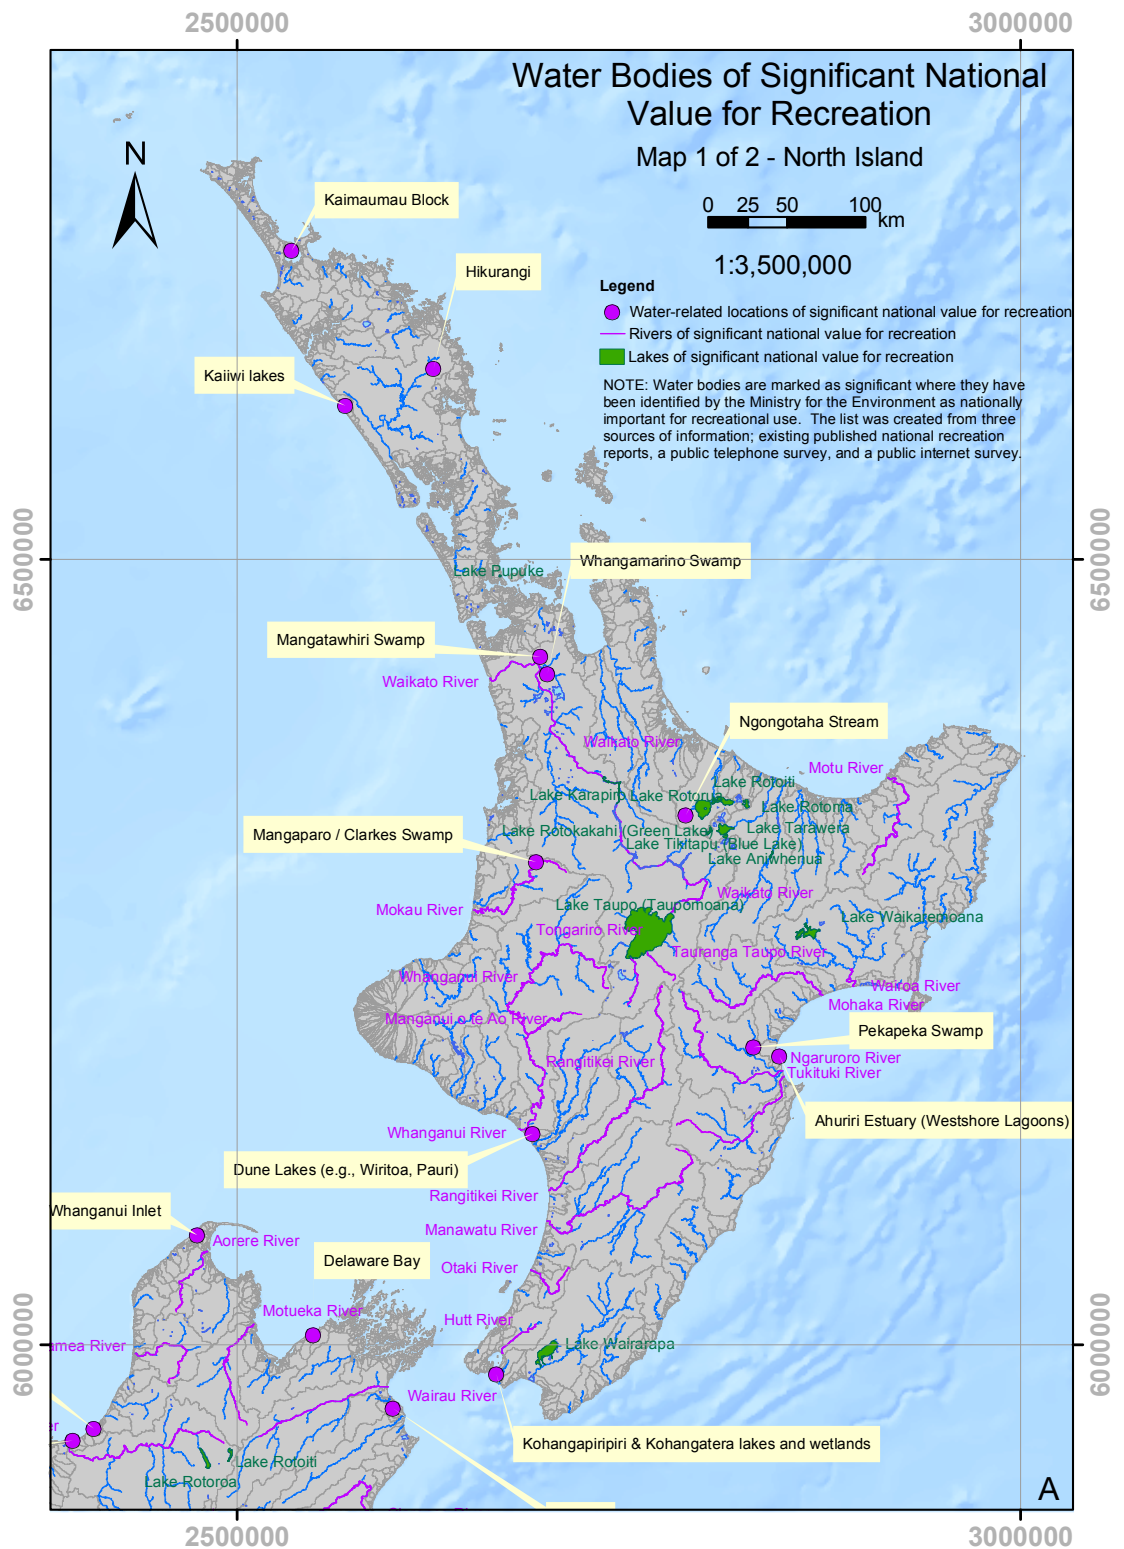 2500000
3000000
Water Bodies of Significant National
Value for Recreation
Map 1 of 2 - North Island
N
0 25 50 100
km
1:3,500,000
Legend
Water-related locations of significant national value for recreation
Rivers of significant national value for recreation
Lakes of significant national value for recreation
NOTE: Water bodies are marked as significant where they have
been identified by the Ministry for the Environment as nationally
important for recreational use. The list was created from three
sources of information; existing published national recreation
reports, a public telephone survey, and a public internet survey.
Kaimaumau Block
Hikurangi
Kaiiwi lakes
6500000
6500000
Whangamarino Swamp
Lake Pupuke
Mangatawhiri Swamp
Waikato River
Ngongotaha Stream
Waikato River
Motu River
Lake Rotoiti
Lake Karapiro
Lake Rotorua
Lake Rotoma
Mangaparo / Clarkes Swamp
Lake Rotokakahi (Green Lake)
Lake Tarawera
Lake Tikitapu (Blue Lake)
Lake Aniwhenua
Waikato River
Mokau River
Lake Taupo (Taupomoana)
Lake Waikaremoana
Tongariro River
Tauranga Taupo River
Whanganui River
Wairoa River
Mohaka River
Manganui o te Ao River
Pekapeka Swamp
Rangitikei River
Ngaruroro River
Tukituki River
Ahuriri Estuary (Westshore Lagoons)
Whanganui River
Dune Lakes (e.g., Wiritoa, Pauri)
Rangitikei River
Whanganui Inlet
Manawatu River
Aorere River
Delaware Bay
Otaki River
Motueka River
Hutt River
6000000
6000000
amea River
Lake Wairarapa
Wairau River
er
Kohangapiripiri & Kohangatera lakes and wetlands
Lake Rotoiti
Lake Rotoroa
A
2500000
3000000